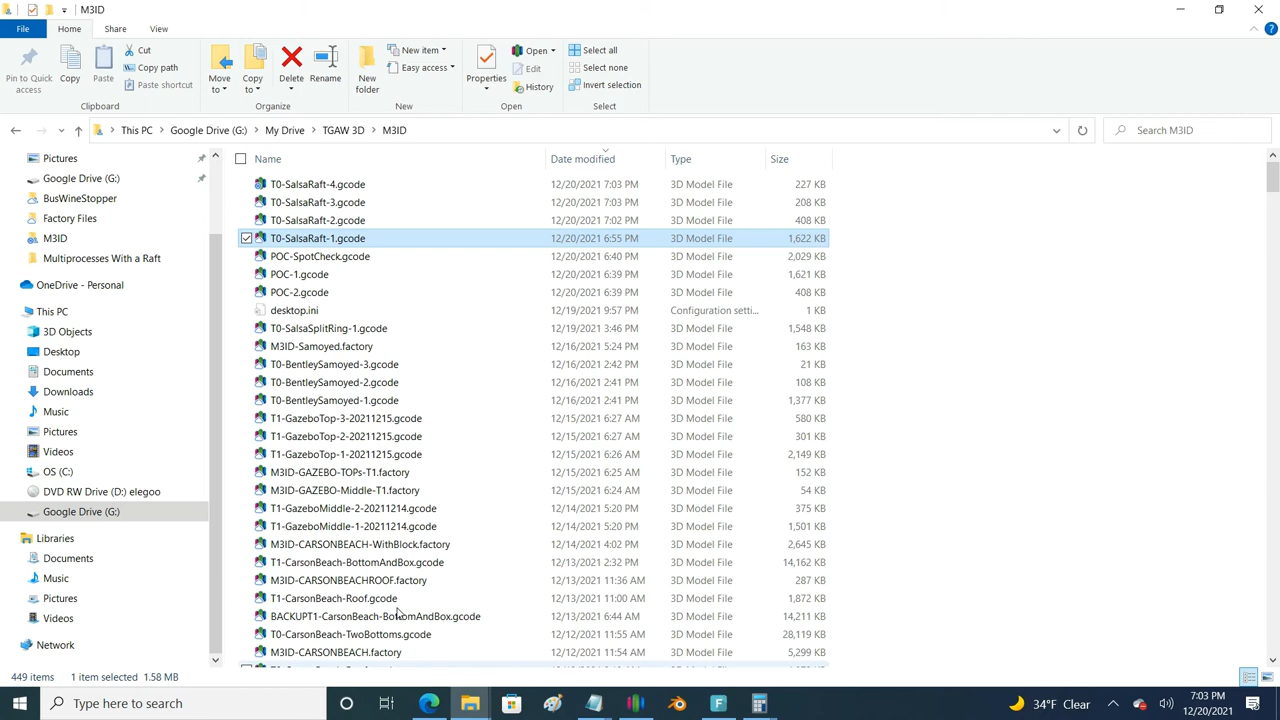 M3ID
File Home Share View
Pin to Quick access
Copy
Paste
Cut
Copy path
Paste shortcut
Clipboard
Move to
Copy to
Delete
Rename
Organize
New folder
New item
Easy access
New
Properties
Open
Edit
History
Open
Select all
Select none
Invert selection
Select
This PC Google Drive (G:) My Drive TGAW 3D M3ID
Search M3ID
Pictures
Google Drive (G:)
BusWineStopper
Factory Files
M3ID
Multiprocesses With a Raft
OneDrive - Personal
This PC
3D Objects
Desktop
Documents
Downloads
Music
Pictures
Videos
OS (C:)
DVD RW Drive (D:) elegoo
Google Drive (G:)
Libraries
Documents
Music
Pictures
Videos
Network
Name Date modified Type Size
T0-SalsaRaft-4.gcode 12/20/2021 7:03 PM 3D Model File 227 KB
T0-SalsaRaft-3.gcode 12/20/2021 7:03 PM 3D Model File 208 KB
T0-SalsaRaft-2.gcode 12/20/2021 7:02 PM 3D Model File 408 KB
T0-SalsaRaft-1.gcode 12/20/2021 6:55 PM 3D Model File 1,622 KB
POC-SpotCheck.gcode 12/20/2021 6:40 PM 3D Model File 2,029 KB
POC-1.gcode 12/20/2021 6:39 PM 3D Model File 1,621 KB
POC-2.gcode 12/20/2021 6:39 PM 3D Model File 408 KB
desktop.ini 12/19/2021 9:57 PM Configuration setti... 1 KB
T0-SalsaSplitRing-1.gcode 12/19/2021 3:46 PM 3D Model File 1,548 KB
M3ID-Samoyed.factory 12/16/2021 5:24 PM 3D Model File 163 KB
T0-BentleySamoyed-3.gcode 12/16/2021 2:42 PM 3D Model File 21 KB
T0-BentleySamoyed-2.gcode 12/16/2021 2:41 PM 3D Model File 108 KB
T0-BentleySamoyed-1.gcode 12/16/2021 2:41 PM 3D Model File 1,377 KB
T1-GazeboTop-3-20211215.gcode 12/15/2021 6:27 AM 3D Model File 580 KB
T1-GazeboTop-2-20211215.gcode 12/15/2021 6:27 AM 3D Model File 301 KB
T1-GazeboTop-1-20211215.gcode 12/15/2021 6:26 AM 3D Model File 2,149 KB
M3ID-GAZEBO-TOPs-T1.factory 12/15/2021 6:25 AM 3D Model File 152 KB
M3ID-GAZEBO-Middle-T1.factory 12/15/2021 6:24 AM 3D Model File 54 KB
T1-GazeboMiddle-2-20211214.gcode 12/14/2021 5:20 PM 3D Model File 375 KB
T1-GazeboMiddle-1-20211214.gcode 12/14/2021 5:20 PM 3D Model File 1,501 KB
M3ID-CARSONBEACH-WithBlock.factory 12/14/2021 4:02 PM 3D Model File 2,645 KB
T1-CarsonBeach-BottomAndBox.gcode 12/13/2021 2:32 PM 3D Model File 14,162 KB
M3ID-CARSONBEACHROOF.factory 12/13/2021 11:36 AM 3D Model File 287 KB
T1-CarsonBeach-Roof.gcode 12/13/2021 11:00 AM 3D Model File 1,872 KB
BACKUPT1-CarsonBeach-BottomAndBox.gcode 12/13/2021 6:44 AM 3D Model File 14,211 KB
T0-CarsonBeach-TwoBottoms.gcode 12/12/2021 11:55 AM 3D Model File 28,119 KB
M3ID-CARSONBEACH.factory 12/12/2021 11:54 AM 3D Model File 5,299 KB
449 items 1 item selected 1.58 MB
Type here to search
34°F Clear
7:03 PM
12/20/2021